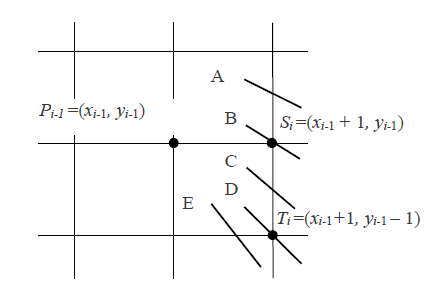 A
P_{i-1}=(x_{i-1}, y_{i-1})
B
S_i=(x_{i-1} + 1, y_{i-1})
C
D
E
T_i=(x_{i-1}+1, y_{i-1} – 1)